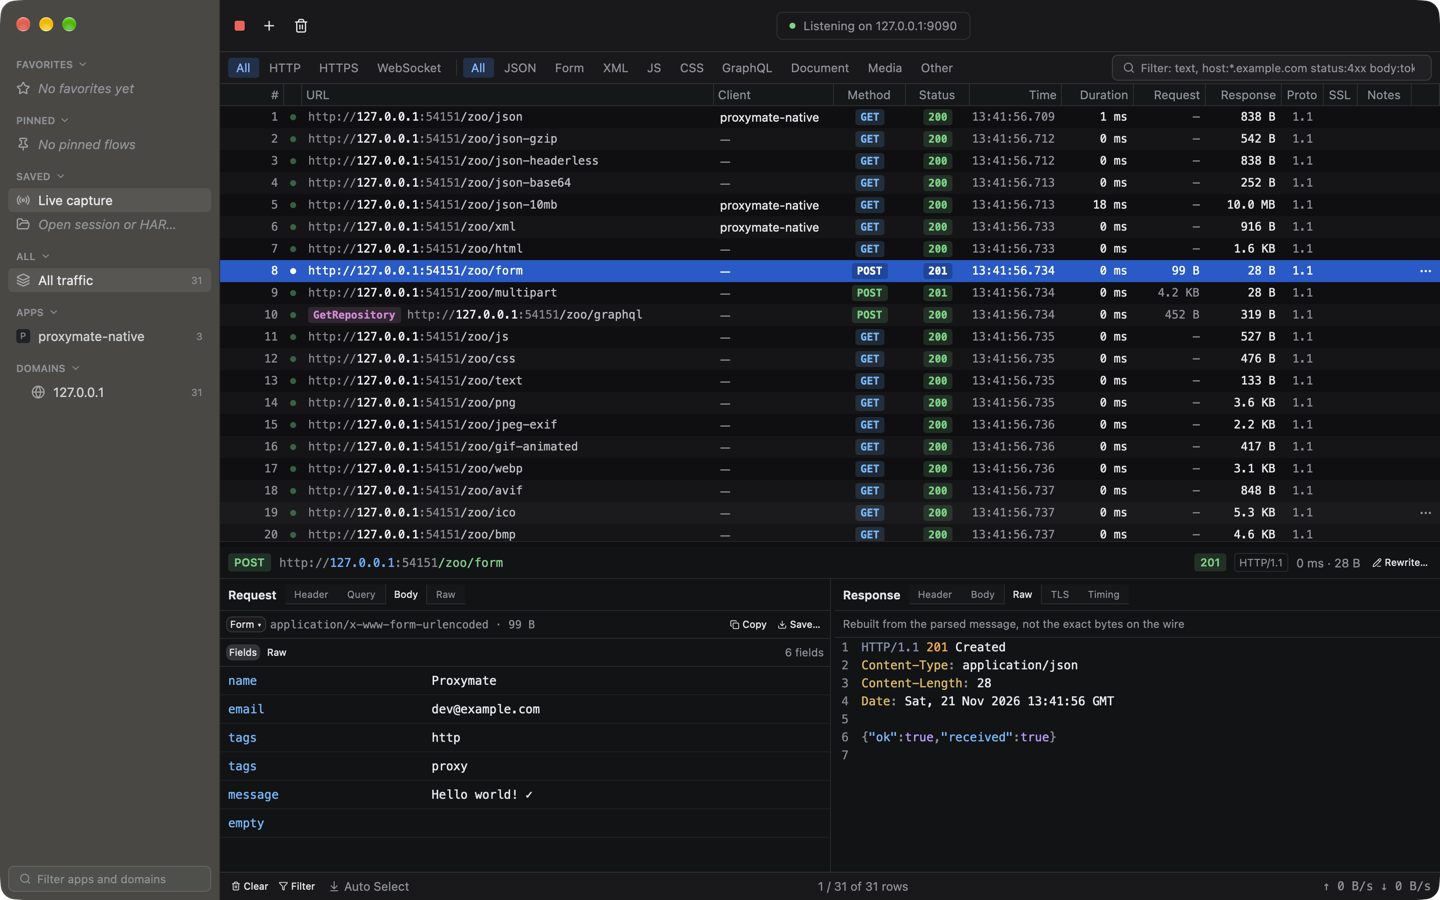 Listening on 127.0.0.1:9090
FAVORITES
No favorites yet
PINNED
No pinned flows
SAVED
Live capture
Open session or HAR...
ALL
All traffic 31
APPS
P proxymate-native 3
DOMAINS
127.0.0.1 31
Filter apps and domains
All HTTP HTTPS WebSocket All JSON Form XML JS CSS GraphQL Document Media Other Filter: text, host:*.example.com status:4xx body:tok
# URL Client Method Status Time Duration Request Response Proto SSL Notes
1 http://127.0.0.1:54151/zoo/json proxymate-native GET 200 13:41:56.709 1 ms — 838 B 1.1
2 http://127.0.0.1:54151/zoo/json-gzip — GET 200 13:41:56.712 0 ms — 542 B 1.1
3 http://127.0.0.1:54151/zoo/json-headerless — GET 200 13:41:56.712 0 ms — 838 B 1.1
4 http://127.0.0.1:54151/zoo/json-base64 — GET 200 13:41:56.713 0 ms — 252 B 1.1
5 http://127.0.0.1:54151/zoo/json-10mb proxymate-native GET 200 13:41:56.713 18 ms — 10.0 MB 1.1
6 http://127.0.0.1:54151/zoo/xml proxymate-native GET 200 13:41:56.733 0 ms — 916 B 1.1
7 http://127.0.0.1:54151/zoo/html — GET 200 13:41:56.733 0 ms — 1.6 KB 1.1
8 http://127.0.0.1:54151/zoo/form — POST 201 13:41:56.734 0 ms 99 B 28 B 1.1 ...
9 http://127.0.0.1:54151/zoo/multipart — POST 201 13:41:56.734 0 ms 4.2 KB 28 B 1.1
10 GetRepository http://127.0.0.1:54151/zoo/graphql — POST 200 13:41:56.734 0 ms 452 B 319 B 1.1
11 http://127.0.0.1:54151/zoo/js — GET 200 13:41:56.735 0 ms — 527 B 1.1
12 http://127.0.0.1:54151/zoo/css — GET 200 13:41:56.735 0 ms — 476 B 1.1
13 http://127.0.0.1:54151/zoo/text — GET 200 13:41:56.735 0 ms — 133 B 1.1
14 http://127.0.0.1:54151/zoo/png — GET 200 13:41:56.735 0 ms — 3.6 KB 1.1
15 http://127.0.0.1:54151/zoo/jpeg-exif — GET 200 13:41:56.736 0 ms — 2.2 KB 1.1
16 http://127.0.0.1:54151/zoo/gif-animated — GET 200 13:41:56.736 0 ms — 417 B 1.1
17 http://127.0.0.1:54151/zoo/webp — GET 200 13:41:56.736 0 ms — 3.1 KB 1.1
18 http://127.0.0.1:54151/zoo/avif — GET 200 13:41:56.737 0 ms — 848 B 1.1
19 http://127.0.0.1:54151/zoo/ico — GET 200 13:41:56.737 0 ms — 5.3 KB 1.1 ...
20 http://127.0.0.1:54151/zoo/bmp — GET 200 13:41:56.737 0 ms — 4.6 KB 1.1
POST http://127.0.0.1:54151/zoo/form 201 HTTP/1.1 0 ms · 28 B Rewrite...
Request Header Query Body Raw
Form application/x-www-form-urlencoded · 99 B Copy Save...
Fields Raw 6 fields
name Proxymate
email dev@example.com
tags http
tags proxy
message Hello world! ✓
empty
Response Header Body Raw TLS Timing
Rebuilt from the parsed message, not the exact bytes on the wire
1 HTTP/1.1 201 Created
2 Content-Type: application/json
3 Content-Length: 28
4 Date: Sat, 21 Nov 2026 13:41:56 GMT
5
6 {"ok":true,"received":true}
7
Clear Filter Auto Select 1 / 31 of 31 rows ↑ 0 B/s ↓ 0 B/s